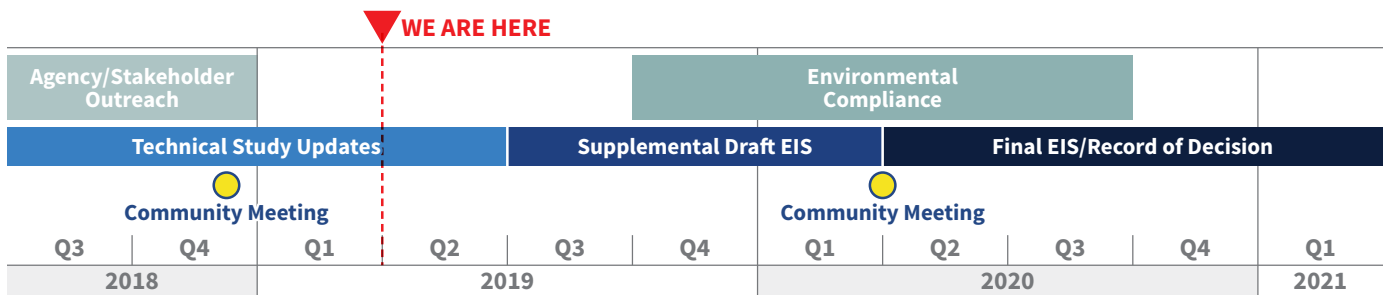 WE ARE HERE
Agency/Stakeholder
Outreach
Environmental
Compliance
Technical Study Updates
Supplemental Draft EIS
Final EIS/Record of Decision
Community Meeting
Community Meeting
Q3 Q4 Q1 Q2 Q3 Q4 Q1 Q2 Q3 Q4 Q1
2018 2019 2020 2021